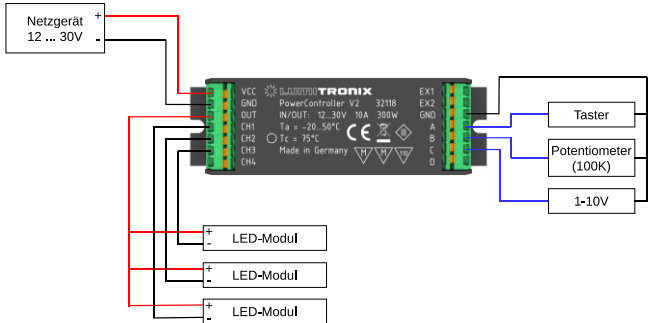 Netzgerät
12 ... 30V
+
-
VCC
GND
OUT
CH1
CH2
CH3
CH4
LUMITRONIX
PowerController V2 32118
IN/OUT: 12..30V 10A 300W
Ta = -20...50°C
Tc = 75°C
Made in Germany
CE
M
M
TYP
EX1
EX2
GND
A
B
C
D
Taster
Potentiometer
(100K)
1-10V
+
-
LED-Modul
+
-
LED-Modul
+
-
LED-Modul